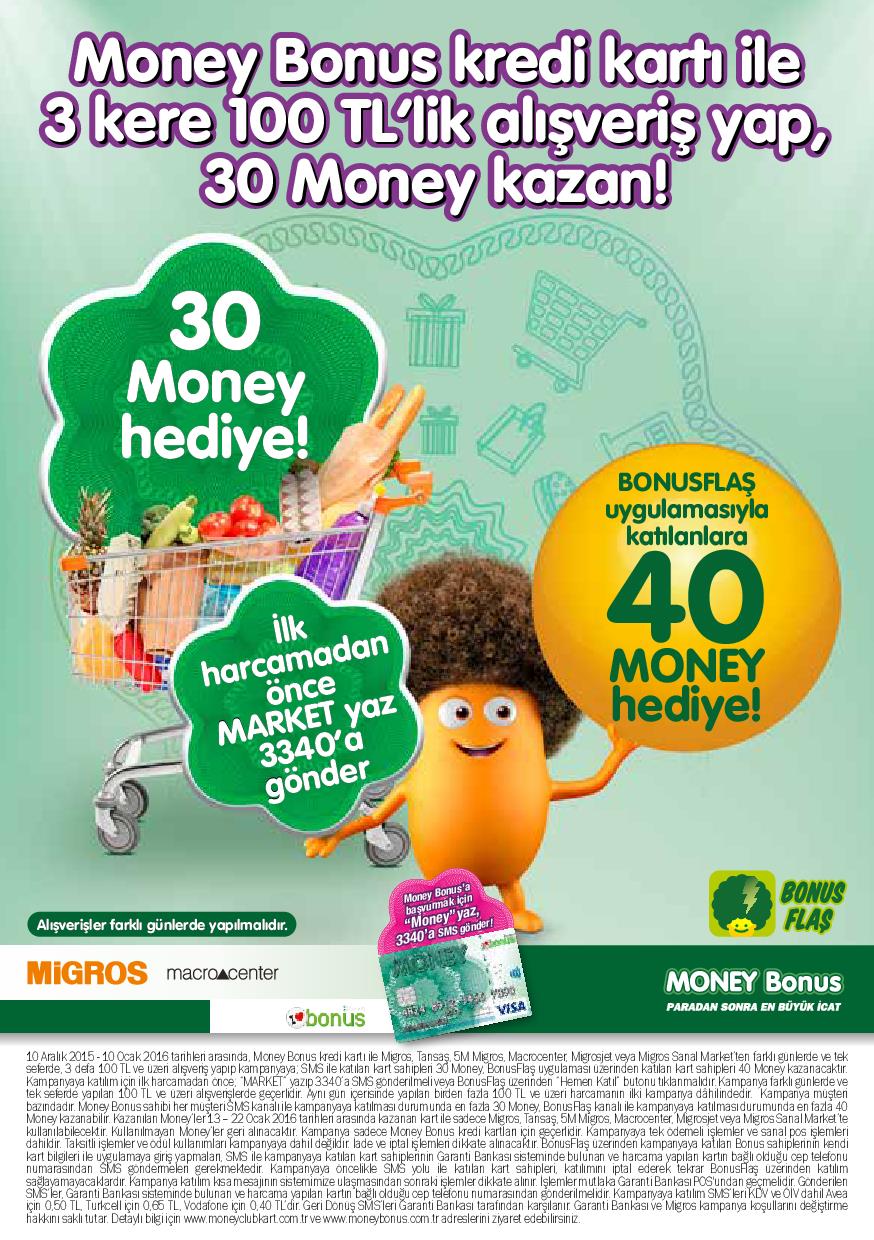 Money Bonus kredi kartı ile
3 kere 100 TL'lik alışveriş yap,
30 Money kazan!
30
Money
hediye!
BONUSFLAŞ
uygulamasıyla
katılanlara
40
MONEY
hediye!
İlk
harcamadan
önce
MARKET yaz
3340'a
gönder
BONUS
FLAŞ
Money Bonus'a
başvurmak için
"Money" yaz,
3340'a SMS gönder!
Alışverişler farklı günlerde yapılmalıdır.
MiGROS
macrocenter
MONEY
VISA
bonus
MONEY Bonus
PARADAN SONRA EN BÜYÜK İCAT
10 Aralık 2015 - 10 Ocak 2016 tarihleri arasında, Money Bonus kredi kartı ile Migros, Tansaş, 5M Migros, Macrocenter, Migrosjet veya Migros Sanal Market'ten farklı günlerde ve tek
seferde, 3 defa 100 TL ve üzeri alışveriş yapıp kampanyaya; SMS ile katılan kart sahipleri 30 Money, BonusFlaş uygulaması üzerinden katılan kart sahipleri 40 Money kazanacaktır.
Kampanyaya katılım için ilk harcamadan önce; "MARKET" yazıp 3340'a SMS gönderilmeli veya BonusFlaş üzerinden "Hemen Katıl" butonu tıklanmalıdır. Kampanya farklı günlerde ve
tek seferde yapılan 100 TL ve üzeri alışverişlerde geçerlidir. Aynı gün içerisinde yapılan birden fazla 100 TL ve üzeri harcamanın ilki kampanya dâhilindedir. Kampanya müşteri
bazındadır. Money Bonus sahibi her müşteri SMS kanalı ile kampanyaya katılması durumunda en fazla 30 Money, BonusFlaş kanalı ile kampanyaya katılması durumunda en fazla 40
Money kazanabilir. Kazanılan Money'ler 13 – 22 Ocak 2016 tarihleri arasında kazanan kart ile sadece Migros, Tansaş, 5M Migros, Macrocenter, Migrosjet veya Migros Sanal Market'te
kullanılabilecektir. Kullanılmayan Money'ler geri alınacaktır. Kampanya sadece Money Bonus kredi kartları için geçerlidir. Kampanyaya tek ödemeli işlemler ve sanal pos işlemleri
dahildir. Taksitli işlemler ve ödül kullanımları kampanyaya dahil değildir. İade ve iptal işlemleri dikkate alınacaktır. BonusFlaş üzerinden katılan Bonus sahiplerinin kendi
kart bilgileri ile uygulamaya giriş yapmaları, SMS ile kampanyaya katılan kart sahiplerinin Garanti Bankası sisteminde bulunan ve harcama yapılan kartın bağlı olduğu cep telefonu
numarasından SMS göndermeleri gerekmektedir. Kampanyaya öncelikle SMS yolu ile katılan kart sahipleri, katılımını iptal ederek tekrar BonusFlaş üzerinden katılım
sağlayamayacaklardır. Kampanya katılım kısa mesajının sistemimize ulaşmasından sonraki işlemler dikkate alınır. İşlemler mutlaka Garanti Bankası POS'undan geçmelidir. Gönderilen
SMS'ler, Garanti Bankası sisteminde bulunan ve harcama yapılan kartın bağlı olduğu cep telefonu numarasından gönderilmelidir. Kampanyaya katılım SMS'leri KDV ve ÖİV dahil Avea
için 0,50 TL, Turkcell için 0,65 TL, Vodafone için 0,40 TL'dir. Geri Dönüş SMS'leri Garanti Bankası tarafından karşılanır. Garanti Bankası ve Migros kampanya koşullarını değiştirme
hakkını saklı tutar. Detaylı bilgi için www.moneyclubkart.com.tr ve www.moneybonus.com.tr adreslerini ziyaret edebilirsiniz.